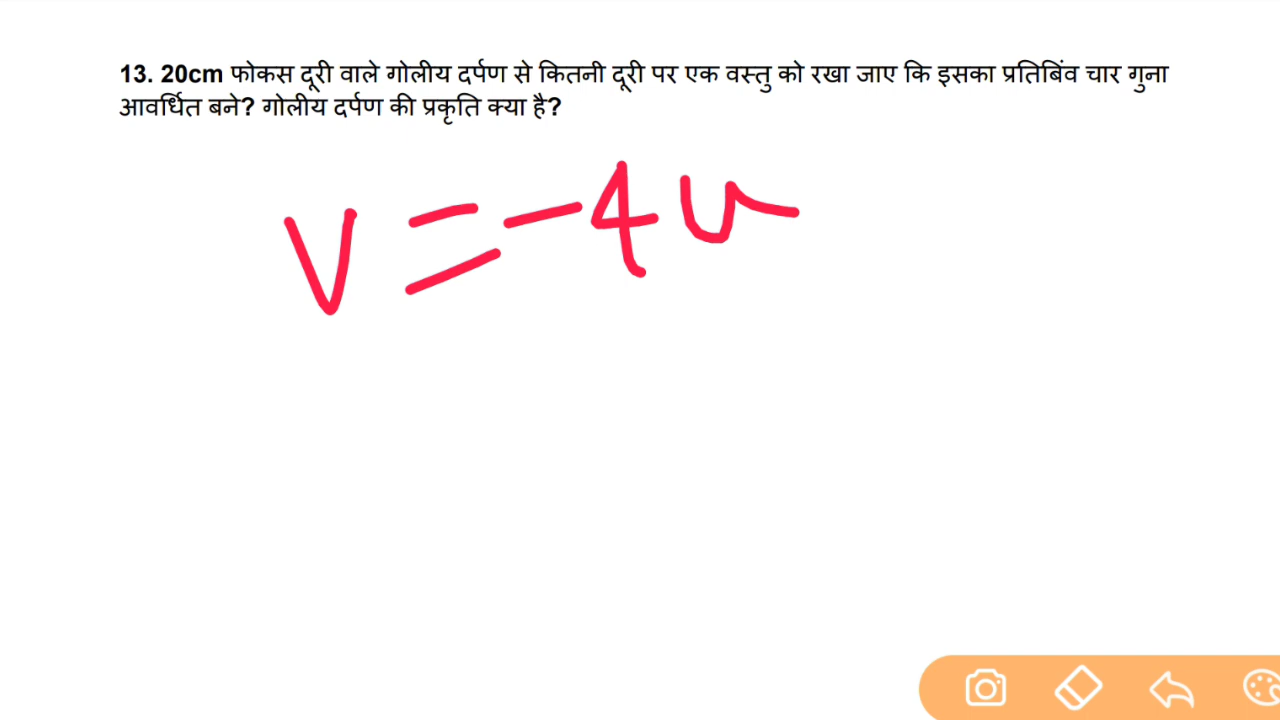 13. 20cm फोकस दूरी वाले गोलीय दर्पण से कितनी दूरी पर एक वस्तु को रखा जाए कि इसका प्रतिबिंव चार गुना
आवर्धित बने? गोलीय दर्पण की प्रकृति क्या है?
V = -4u